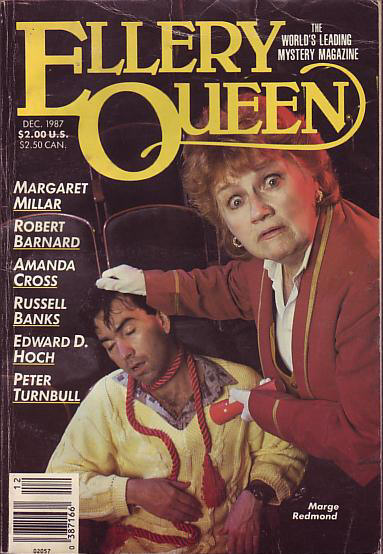 ELLERY
QUEEN
THE
WORLD'S LEADING
MYSTERY MAGAZINE
DEC. 1987
$2.00 U.S.
$2.50 CAN.
MARGARET
MILLAR
ROBERT
BARNARD
AMANDA
CROSS
RUSSELL
BANKS
EDWARD D.
HOCH
PETER
TURNBULL
Marge
Redmond
12
0 387166
02057